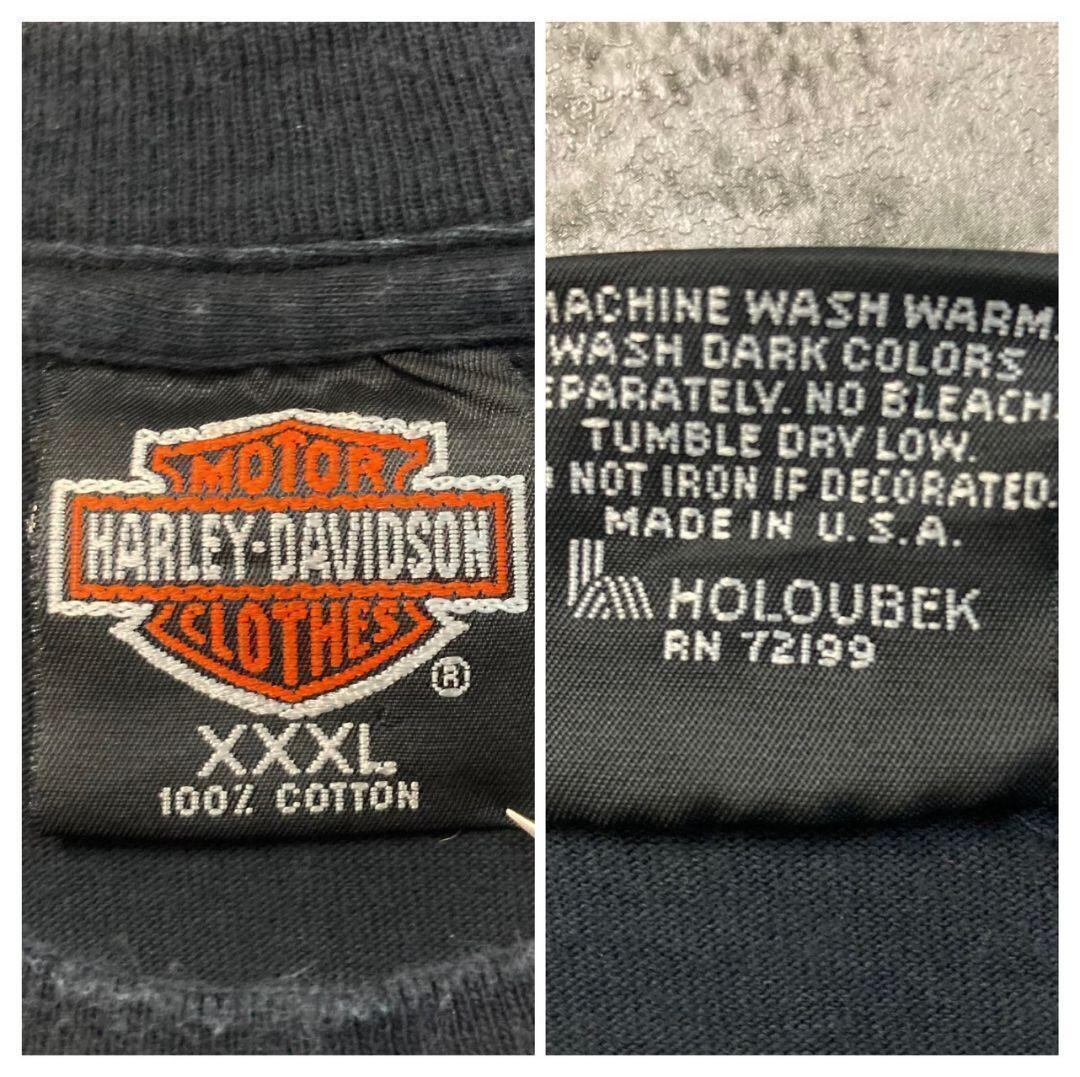 MOTOR
HARLEY-DAVIDSON
CLOTHES
®
XXXL
100% COTTON
MACHINE WASH WARM.
WASH DARK COLORS
EPARATELY. NO BLEACH.
TUMBLE DRY LOW.
NOT IRON IF DECORATED.
MADE IN U.S.A.
HOLOUBEK
RN 72199